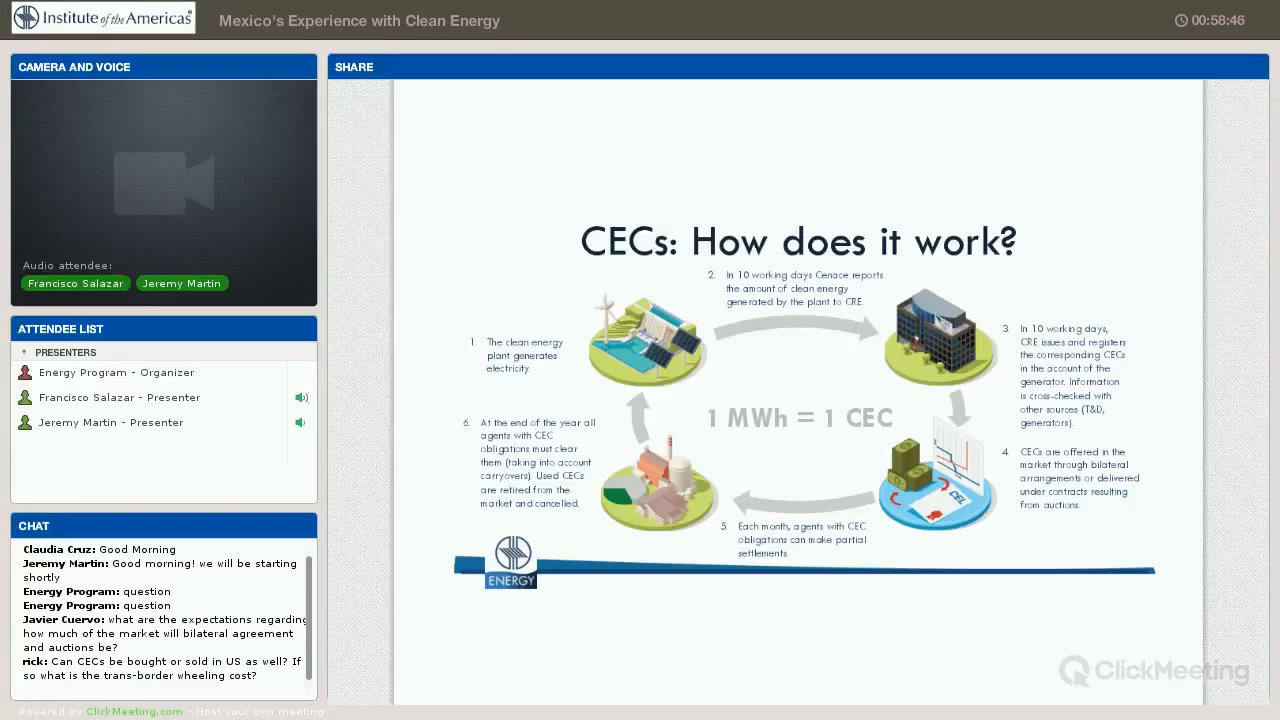 Institute of the Americas
Mexico's Experience with Clean Energy
00:58:46
CAMERA AND VOICE
Audio attendee:
Francisco Salazar
Jeremy Martin
ATTENDEE LIST
PRESENTERS
Energy Program - Organizer
Francisco Salazar - Presenter
Jeremy Martin - Presenter
CHAT
Claudia Cruz: Good Morning
Jeremy Martin: Good morning! we will be starting
shortly
Energy Program: question
Energy Program: question
Javier Cuervo: what are the expectations regarding
how much of the market will bilateral agreement
and auctions be?
rick: Can CECs be bought or sold in US as well? If
so what is the trans-border wheeling cost?
Powered by ClickMeeting.com - Host your own meeting
SHARE
CECs: How does it work?
1. The clean energy
plant generates
electricity.
2. In 10 working days Cenace reports
the amount of clean energy
generated by the plant to CRE.
3. In 10 working days,
CRE issues and registers
the corresponding CECs
in the account of the
generator. Information
is cross-checked with
other sources (T&D,
generators).
1 MWh = 1 CEC
4 CECs are offered in the
market through bilateral
arrangements or delivered
under contracts resulting
from auctions.
CEL
5 Each month, agents with CEC
obligations can make partial
settlements
6. At the end of the year all
agents with CEC
obligations must clear
them (taking into account
carryovers). Used CECs
are retired from the
market and cancelled.
ENERGY
ClickMeeting